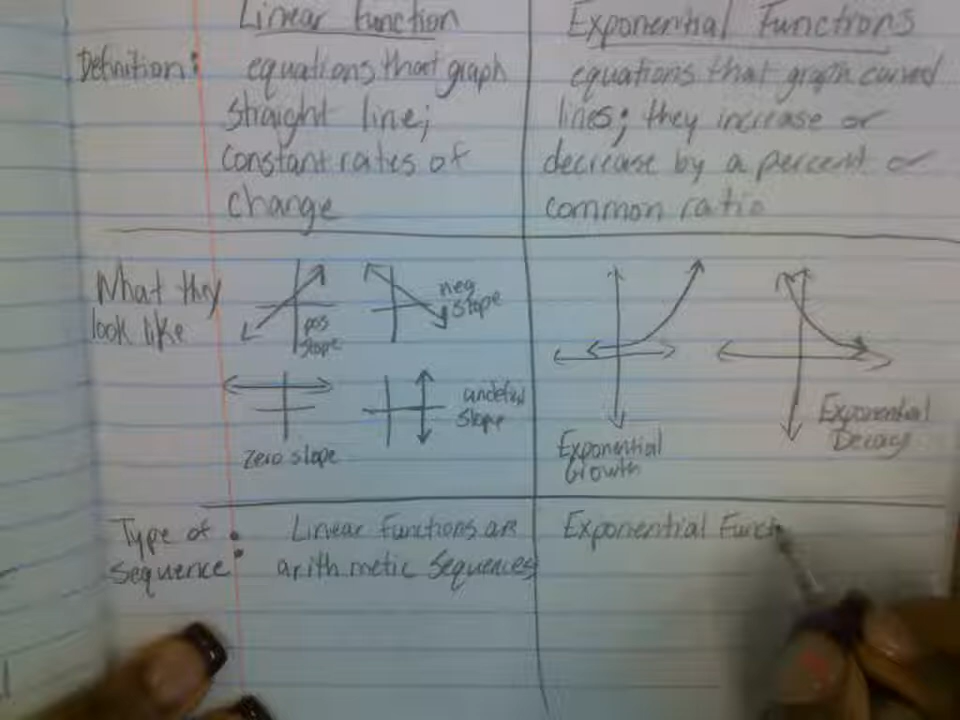 Linear Function
Exponential Functions
Definition:
equations that graph
straight line;
constant rates of
change
equations that graph curved
lines; they increase or
decrease by a percent or
common ratio
What they
look like
pos
slope
neg
slope
zero slope
slope
Exponential
Growth
Exponential
Decay
Type of
Sequence:
Linear Functions are
arithmetic Sequences
Exponential Funct